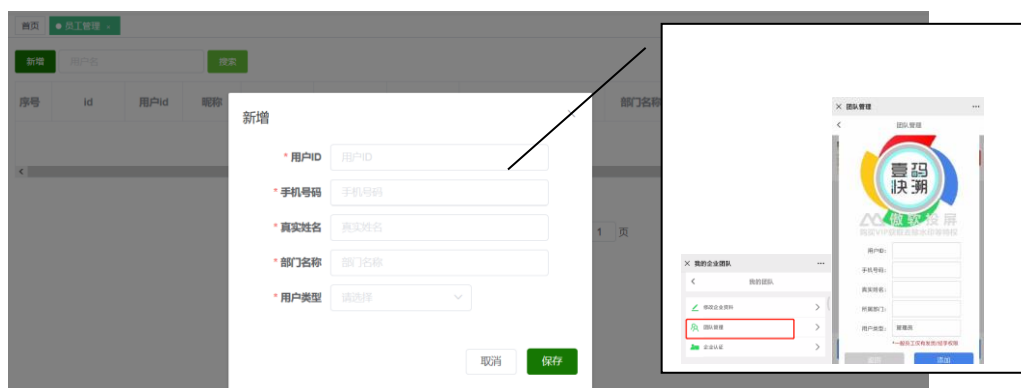 首页 ● 员工管理
新增 用户名 搜索
序号 id 用户id 昵称 部门名称
新增
* 用户ID 用户ID
* 手机号码 手机号码
* 真实姓名 真实姓名
* 部门名称 部门名称
* 用户类型 请选择
取消 保存
1 页
× 我的企业团队 ...
我的团队
修改企业资料
团队管理
企业认证
× 团队管理 ...
团队管理
壹码
快溯
傲软投屏
用户ID:
手机号码:
真实姓名:
所属部门:
用户类型: 管理员
添加